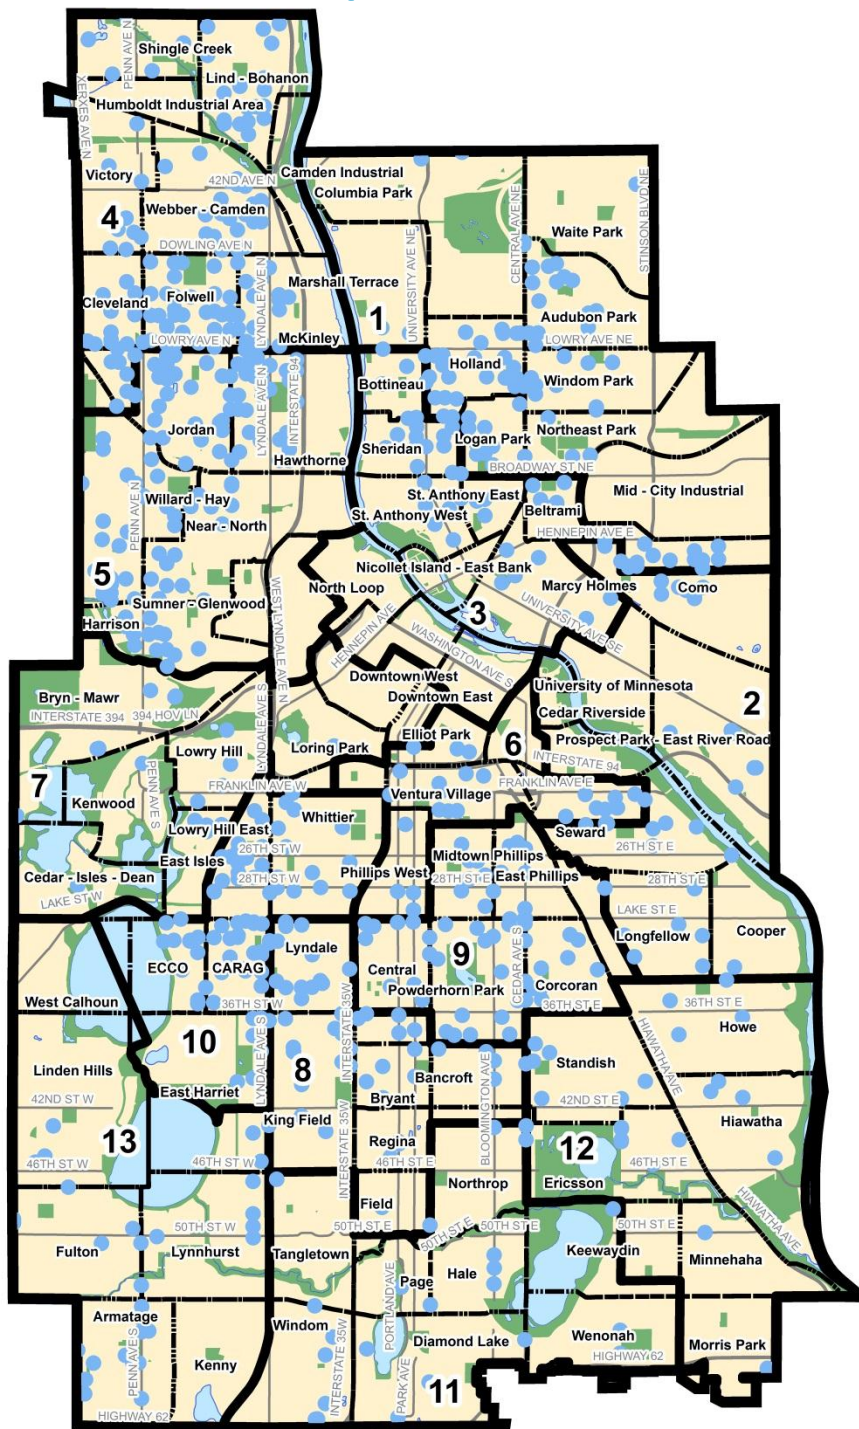 Shingle Creek
PENN AVE N
Lind - Bohanon
XERXES AVE N
Humboldt Industrial Area
Victory
42ND AVE N
Camden Industrial
Columbia Park
4
Webber - Camden
DOWLING AVE N
UNIVERSITY AVE NE
CENTRAL AVE NE
Waite Park
STINSON BLVD NE
Cleveland
Folwell
LYNDALE AVE N
Marshall Terrace
1
Audubon Park
LOWRY AVE N
McKinley
LOWRY AVE NE
Holland
Bottineau
Windom Park
Jordan
LYNDALE AVE N
INTERSTATE 94
Sheridan
Logan Park
Northeast Park
Hawthorne
BROADWAY ST NE
PENN AVE N
Willard - Hay
Near - North
St. Anthony East
St. Anthony West
Beltrami
Mid - City Industrial
HENNEPIN AVE E
5
Nicollet Island - East Bank
North Loop
Marcy Holmes
Como
Sumner - Glenwood
Harrison
WEST LYNDALE AVE N
HENNEPIN AVE
3
UNIVERSITY AVE SE
WASHINGTON AVE S
Bryn - Mawr
INTERSTATE 394
394 HOV LN
Downtown West
Downtown East
University of Minnesota
2
Cedar Riverside
Lowry Hill
LYNDALE AVE S
Loring Park
Elliot Park
6
Prospect Park - East River Road
INTERSTATE 94
7
Kenwood
PENN AVE S
FRANKLIN AVE W
Ventura Village
FRANKLIN AVE E
Lowry Hill East
Whittier
Seward
26TH ST W
26TH ST E
East Isles
Midtown Phillips
Cedar - Isles - Dean
28TH ST W
Phillips West
28TH ST E
East Phillips
28TH ST E
LAKE ST W
LAKE ST E
ECCO
CARAG
Lyndale
9
CEDAR AVE S
Longfellow
Cooper
Central
West Calhoun
Powderhorn Park
Corcoran
36TH ST W
36TH ST E
36TH ST E
INTERSTATE 35W
10
LYNDALE AVE S
8
Howe
HIAWATHA AVE
Linden Hills
Standish
Bancroft
BLOOMINGTON AVE
42ND ST W
East Harriet
Bryant
42ND ST E
King Field
Hiawatha
13
INTERSTATE 35W
Regina
12
46TH ST W
46TH ST W
46TH ST E
46TH ST E
Northrop
Ericsson
Field
HIAWATHA AVE
50TH ST W
50TH ST E
50TH ST E
50TH ST E
50TH ST E
Fulton
Lynnhurst
Tangletown
Keewaydin
Minnehaha
Page
Hale
PORTLAND AVE
Armatage
Windom
INTERSTATE 35W
Diamond Lake
Wenonah
Morris Park
PENN AVE S
Kenny
HIGHWAY 62
PARK AVE
11
HIGHWAY 62